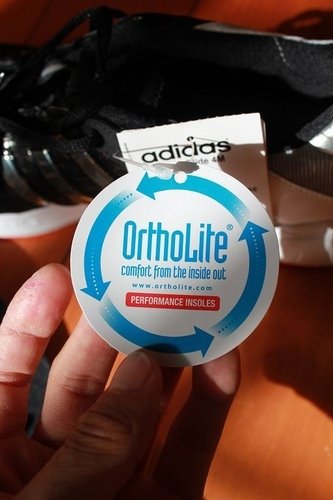 adidas
OrthoLite®
comfort from the inside out
www.ortholite.com
PERFORMANCE INSOLES